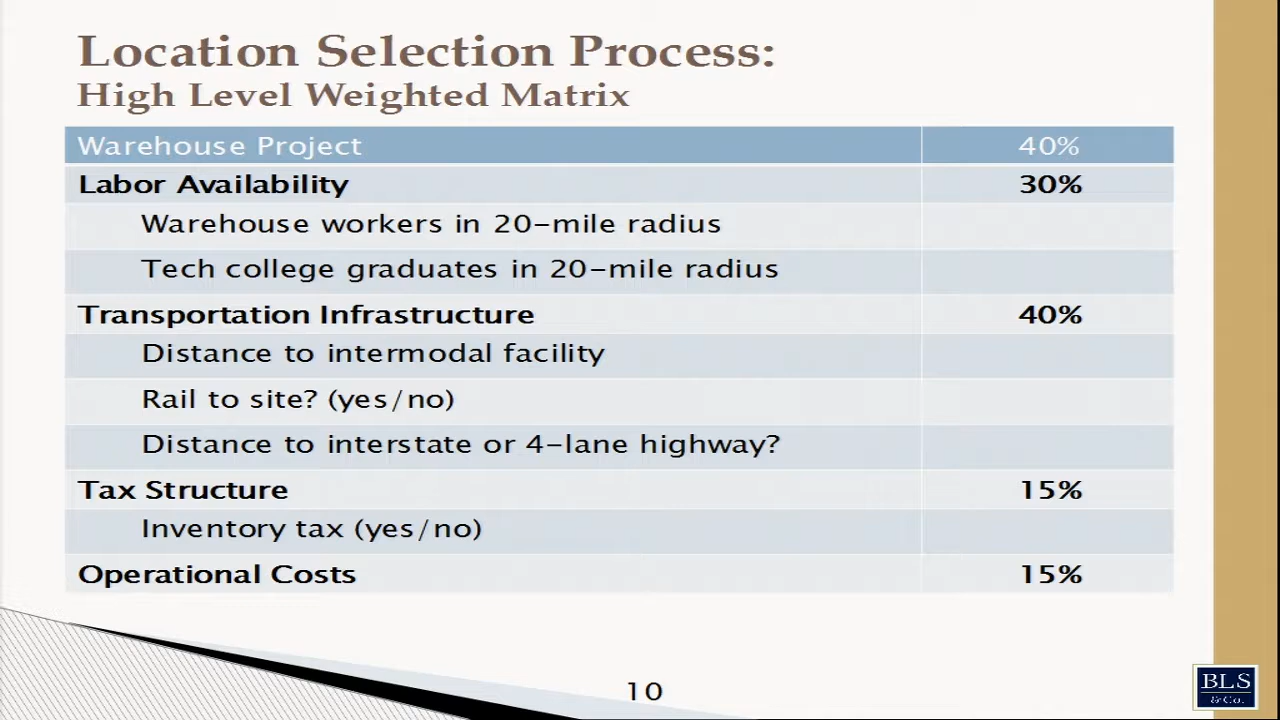 Location Selection Process:
High Level Weighted Matrix
Warehouse Project 40%
Labor Availability 30%
Warehouse workers in 20-mile radius
Tech college graduates in 20-mile radius
Transportation Infrastructure 40%
Distance to intermodal facility
Rail to site? (yes/no)
Distance to interstate or 4-lane highway?
Tax Structure 15%
Inventory tax (yes/no)
Operational Costs 15%
10
BLS
& Co.